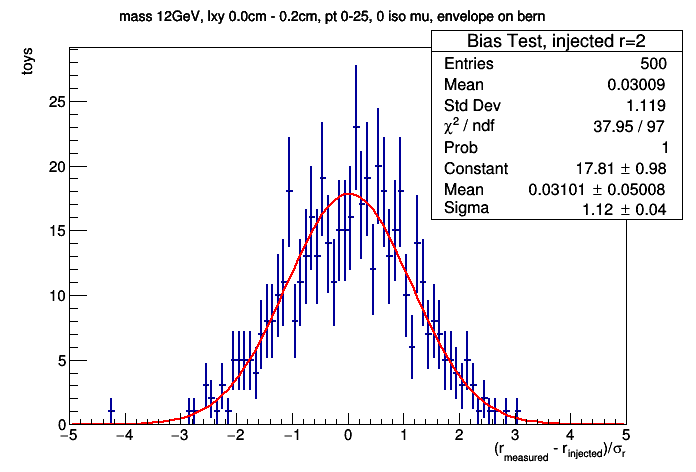 mass 12GeV, lxy 0.0cm - 0.2cm, pt 0-25, 0 iso mu, envelope on bern
toys
Bias Test, injected r=2
Entries 500
Mean 0.03009
Std Dev 1.119
χ² / ndf 37.95 / 97
Prob 1
Constant 17.81 ± 0.98
Mean 0.03101 ± 0.05008
Sigma 1.12 ± 0.04
25
20
15
10
5
0
−5 −4 −3 −2 −1 0 1 2 3 4 5
(r_measured - r_injected)/σ_r